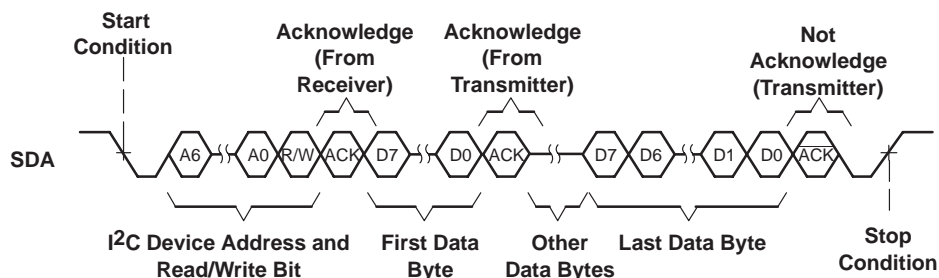 Start
Condition
Acknowledge
(From
Receiver)
Acknowledge
(From
Transmitter)
Not
Acknowledge
(Transmitter)
SDA
A6
A0
R/W
ACK
D7
D0
ACK
D7
D6
D1
D0
A̅C̅K̅
I²C Device Address and
Read/Write Bit
First Data
Byte
Other
Data Bytes
Last Data Byte
Stop
Condition